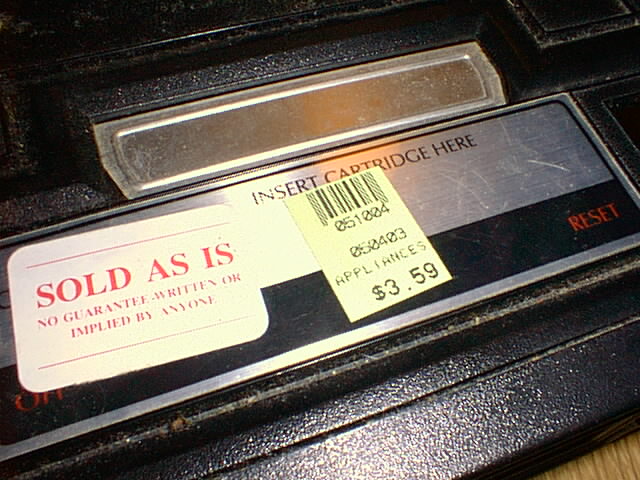 INSERT CARTRIDGE HERE
051004
050403
APPLIANCES
$3.59
RESET
SOLD AS IS
NO GUARANTEE-WRITTEN OR
IMPLIED BY ANYONE